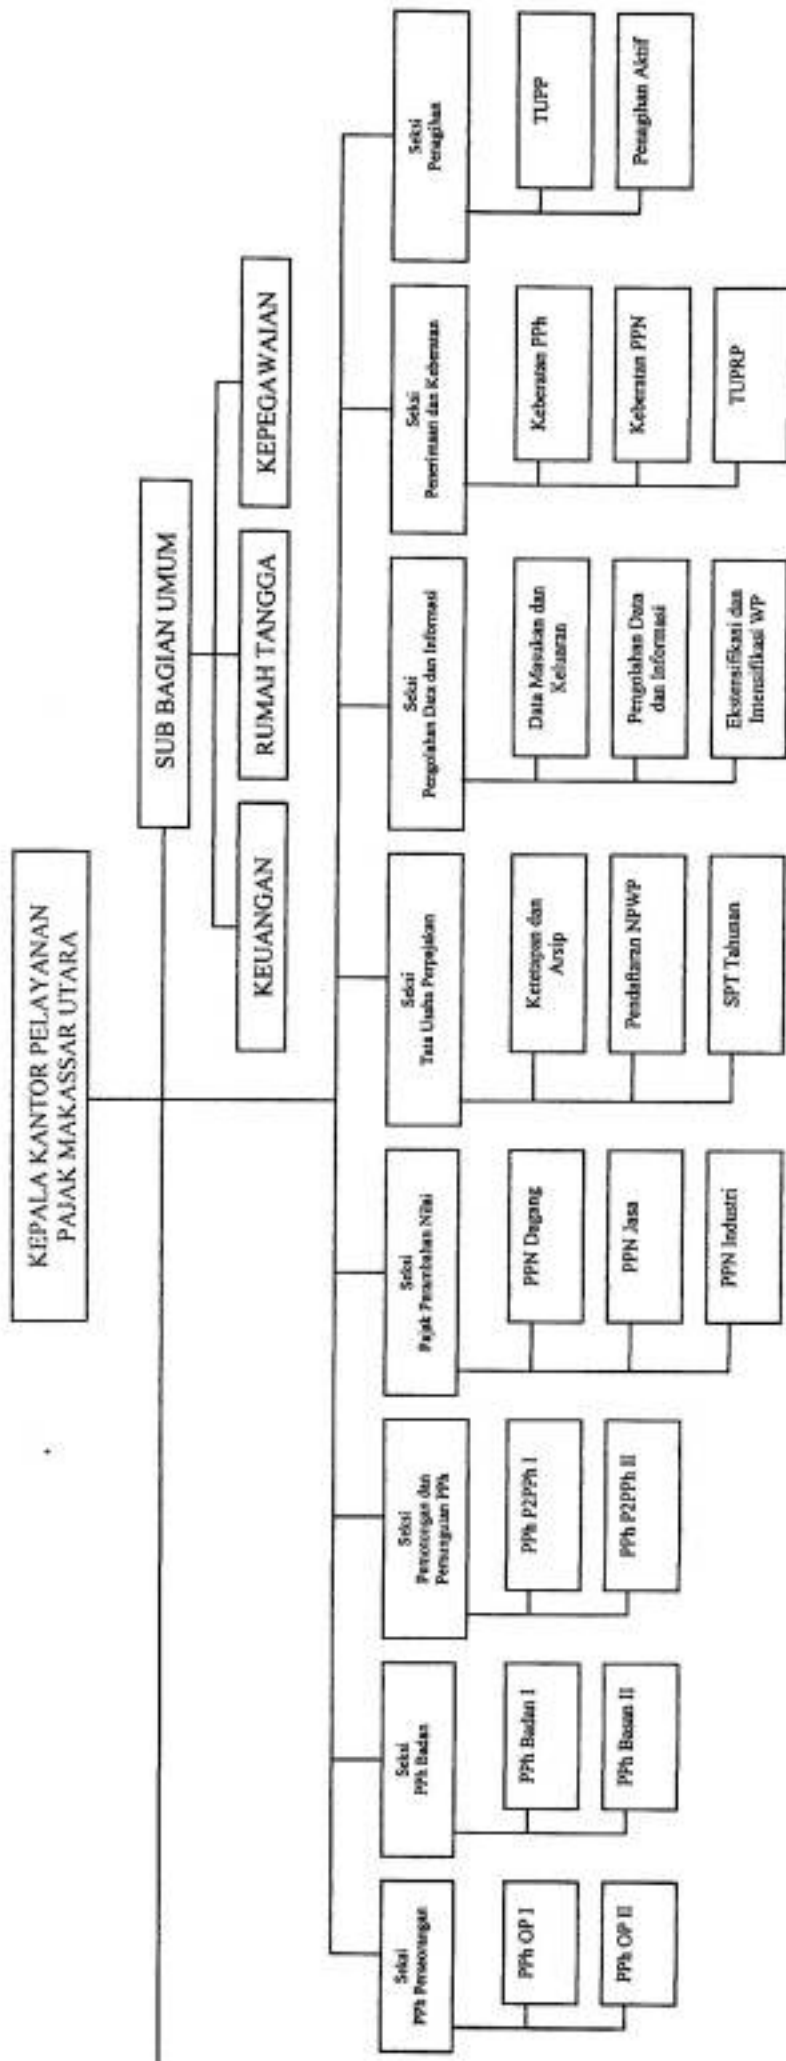 KEPALA KANTOR PELAYANAN
PAJAK MAKASSAR UTARA
SUB BAGIAN UMUM
KEUANGAN
RUMAH TANGGA
KEPEGAWAIAN
Seksi
PPh Perseorangan
PPh OP I
PPh OP II
Seksi
PPh Badan
PPh Badan I
PPh Basan II
Seksi
Pemotongan dan
Pemungutan PPh
PPh P2PPh I
PPh P2PPh II
Seksi
Pajak Perambahan Nilai
PPN Dagang
PPN Jasa
PPN Industri
Seksi
Tata Usaha Perpajakan
Ketetapan dan
Arsip
Pendaftaran NPWP
SPT Tahunan
Seksi
Pengolahan Data dan Informasi
Data Masukan dan
Keluaran
Pengolahan Data
dan Informasi
Ekstensifikasi dan
Intensifikasi WP
Seksi
Penerimaan dan Keberatan
Keberatan PPh
Keberatan PPN
TUPRP
Seksi
Penagihan
TUPP
Penagihan Aktif